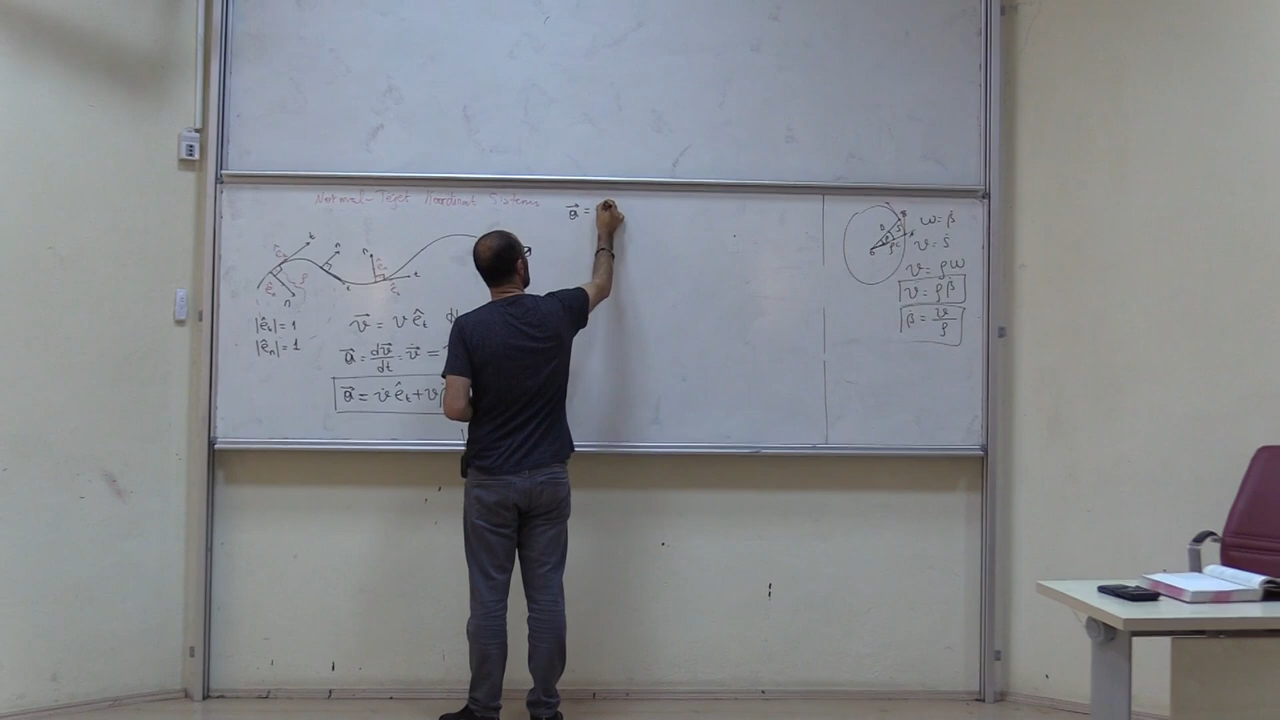 Normal-Teğet Koordinat Sistemi
t
n
n
t
n
|ê_t| = 1
|ê_n| = 1
v⃗ = v ê_t
a⃗ = dv⃗/dt = v⃗̇ =
a⃗ = v̇ ê_t + v
a⃗ =
ω = β̇
v = ṡ
v = ρω
v = ρβ̇
β̇ = v/ρ